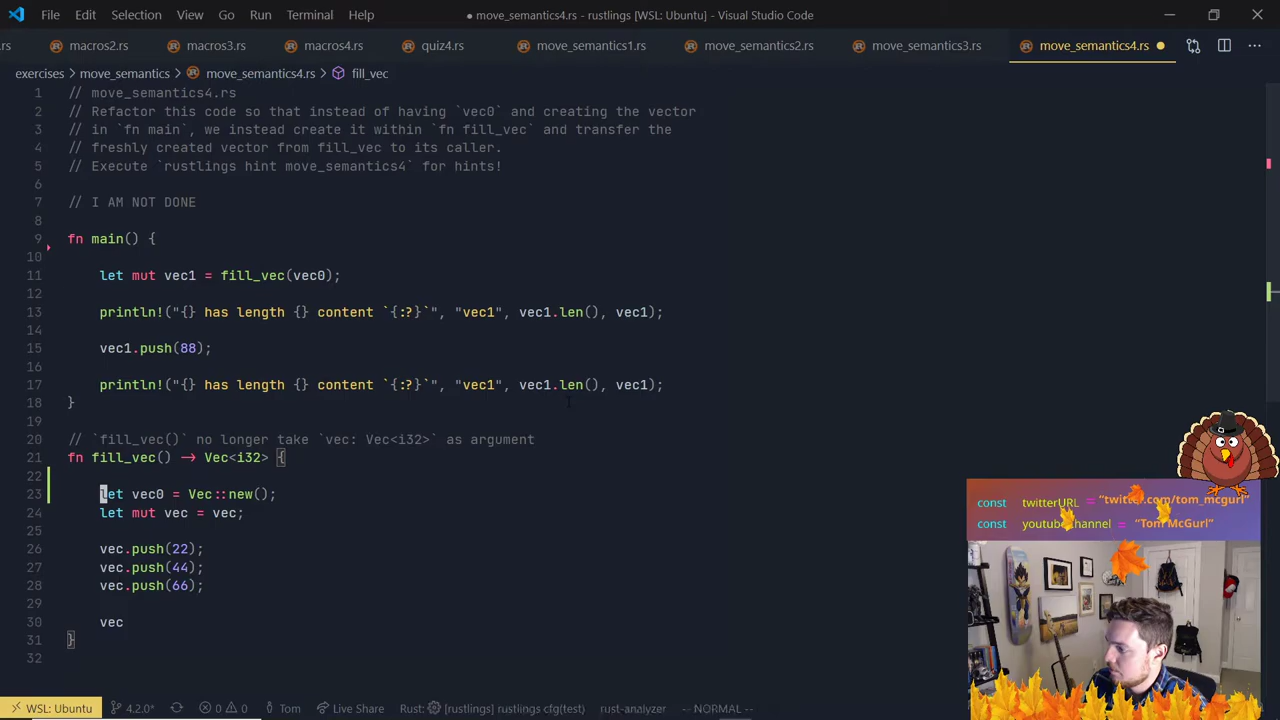 File Edit Selection View Go Run Terminal Help
● move_semantics4.rs - rustlings [WSL: Ubuntu] - Visual Studio Code
rs macros2.rs macros3.rs macros4.rs quiz4.rs move_semantics1.rs move_semantics2.rs move_semantics3.rs move_semantics4.rs
exercises > move_semantics > move_semantics4.rs > fill_vec
1 // move_semantics4.rs
2 // Refactor this code so that instead of having `vec0` and creating the vector
3 // in `fn main`, we instead create it within `fn fill_vec` and transfer the
4 // freshly created vector from fill_vec to its caller.
5 // Execute `rustlings hint move_semantics4` for hints!
6
7 // I AM NOT DONE
8
9 fn main() {
10
11 let mut vec1 = fill_vec(vec0);
12
13 println!("{} has length {} content `{:?}`", "vec1", vec1.len(), vec1);
14
15 vec1.push(88);
16
17 println!("{} has length {} content `{:?}`", "vec1", vec1.len(), vec1);
18 }
19
20 // `fill_vec()` no longer take `vec: Vec<i32>` as argument
21 fn fill_vec() -> Vec<i32> {
22
23 let vec0 = Vec::new();
24 let mut vec = vec;
25
26 vec.push(22);
27 vec.push(44);
28 vec.push(66);
29
30 vec
31 }
32
const twitterURL = "twitter.com/tom_mcgurl"
const youtubeChannel = "Tom McGurl"
WSL: Ubuntu 4.2.0* 0 0 Tom Live Share Rust: [rustlings] rustlings cfg(test) rust-analyzer -- NORMAL --